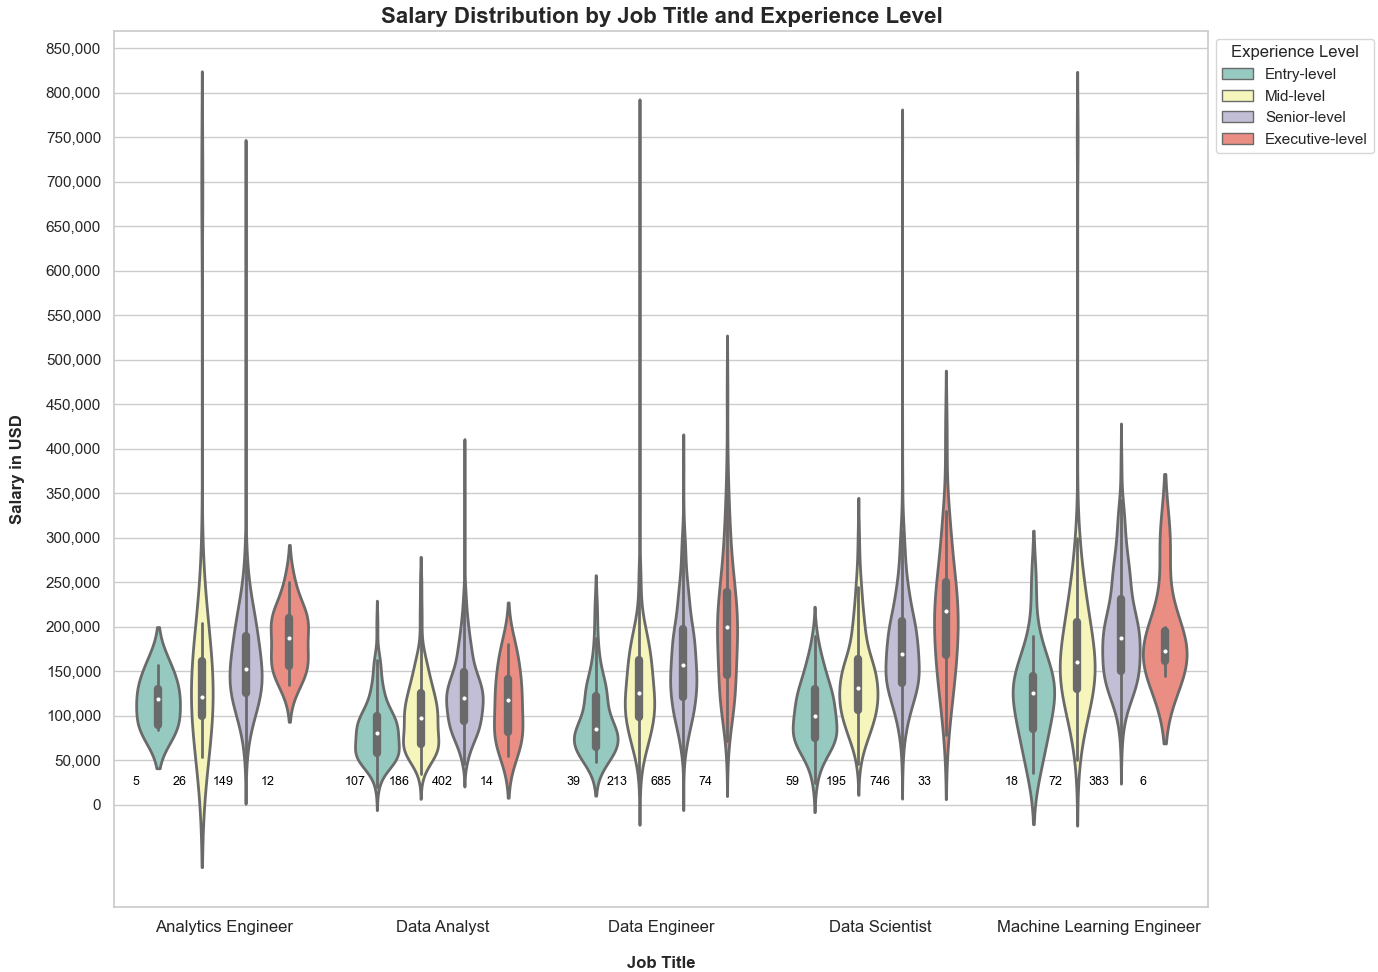 Salary Distribution by Job Title and Experience Level
Experience Level
Entry-level
Mid-level
Senior-level
Executive-level
Salary in USD
850,000
800,000
750,000
700,000
650,000
600,000
550,000
500,000
450,000
400,000
350,000
300,000
250,000
200,000
150,000
100,000
50,000
0
5 26 149 12 107 186 402 14 39 213 685 74 59 195 746 33 18 72 383 6
Analytics Engineer Data Analyst Data Engineer Data Scientist Machine Learning Engineer
Job Title